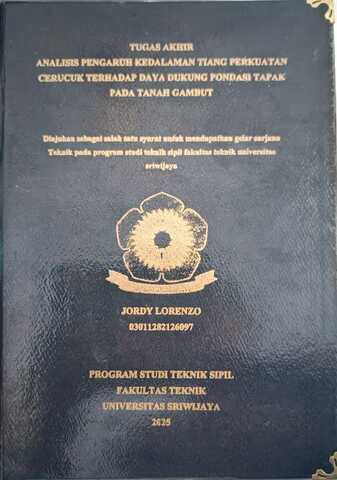 TUGAS AKHIR
ANALISIS PENGARUH KEDALAMAN TIANG PERKUATAN
CERUCUK TERHADAP DAYA DUKUNG PONDASI TAPAK
PADA TANAH GAMBUT
Diajukan sebagai salah satu syarat untuk mendapatkan gelar sarjana
Teknik pada program studi teknik sipil fakultas teknik universitas
sriwijaya
JORDY LORENZO
03011282126097
PROGRAM STUDI TEKNIK SIPIL
FAKULTAS TEKNIK
UNIVERSITAS SRIWIJAYA
2025